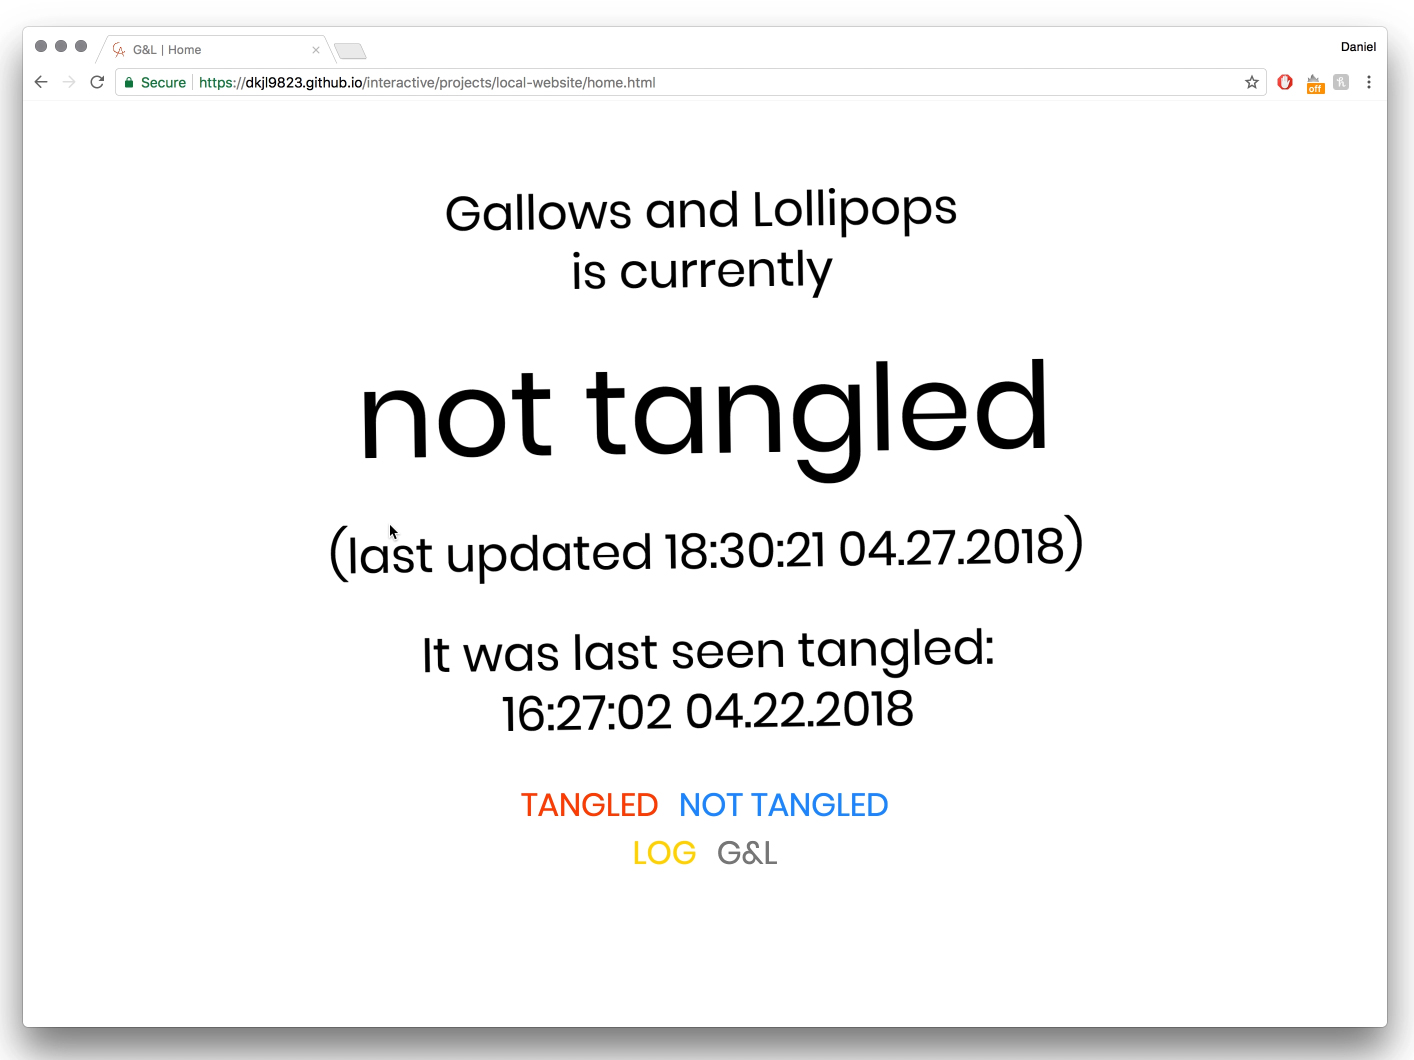 G&L | Home
Daniel
Secure https://dkjl9823.github.io/interactive/projects/local-website/home.html
off
Gallows and Lollipops
is currently
not tangled
(last updated 18:30:21 04.27.2018)
It was last seen tangled:
16:27:02 04.22.2018
TANGLED NOT TANGLED
LOG G&L